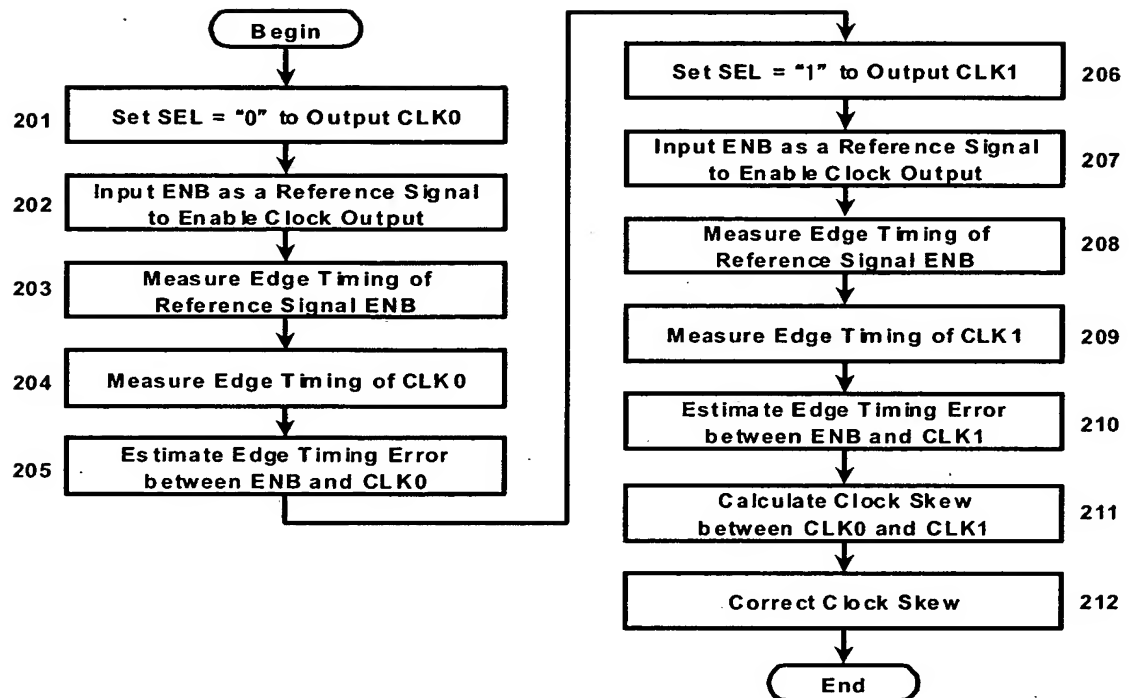 Begin
201
Set SEL = "0" to Output CLK0
202
Input ENB as a Reference Signal
to Enable Clock Output
203
Measure Edge Timing of
Reference Signal ENB
204
Measure Edge Timing of CLK0
205
Estimate Edge Timing Error
between ENB and CLK0
Set SEL = "1" to Output CLK1
206
Input ENB as a Reference Signal
to Enable Clock Output
207
Measure Edge Timing of
Reference Signal ENB
208
Measure Edge Timing of CLK1
209
Estimate Edge Timing Error
between ENB and CLK1
210
Calculate Clock Skew
between CLK0 and CLK1
211
Correct Clock Skew
212
End